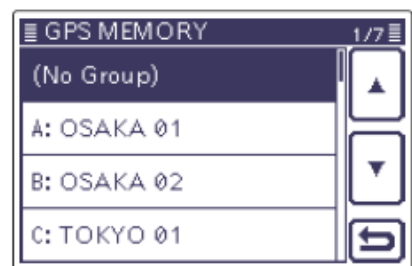 GPS MEMORY 1/7
(No Group)
A: OSAKA 01
B: OSAKA 02
C: TOKYO 01